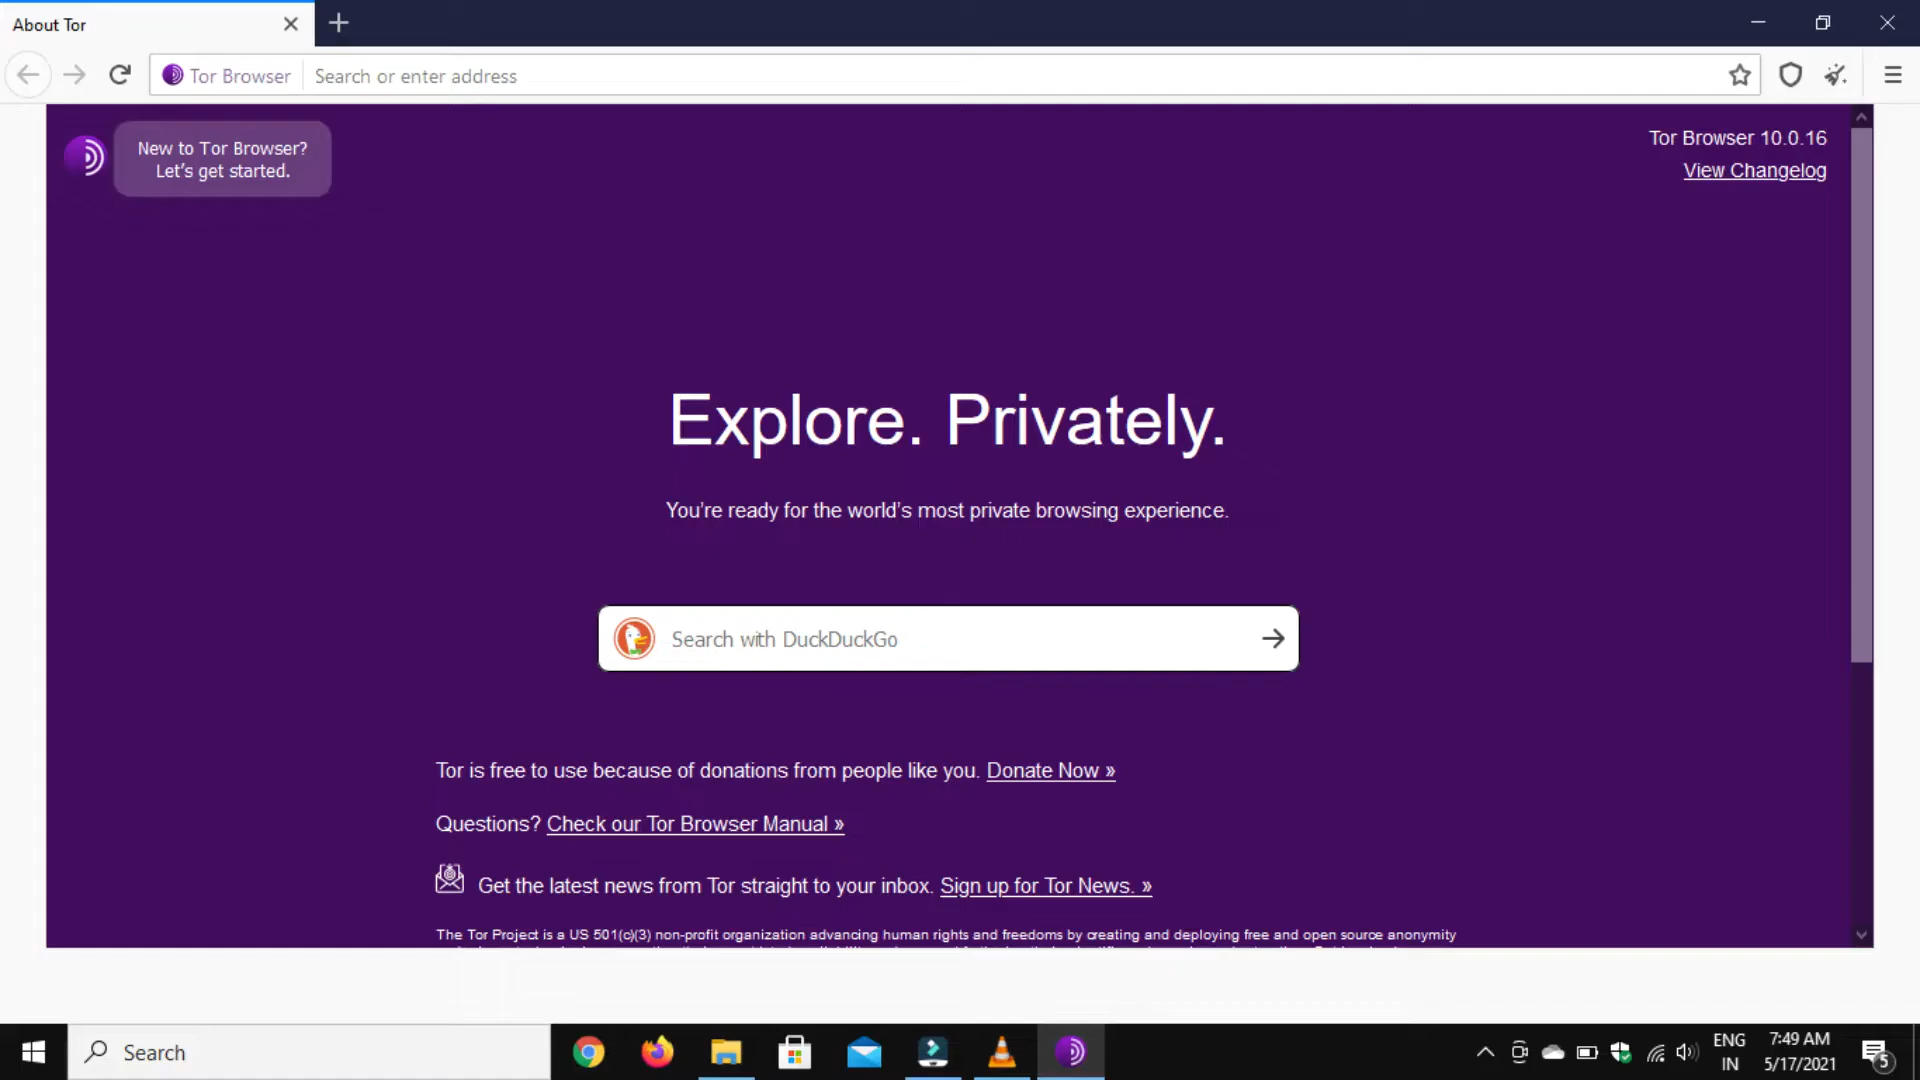 About Tor
Tor Browser
Search or enter address
New to Tor Browser?
Let's get started.
Tor Browser 10.0.16
View Changelog
Explore. Privately.
You're ready for the world's most private browsing experience.
Search with DuckDuckGo
Tor is free to use because of donations from people like you. Donate Now »
Questions? Check our Tor Browser Manual »
Get the latest news from Tor straight to your inbox. Sign up for Tor News. »
The Tor Project is a US 501(c)(3) non-profit organization advancing human rights and freedoms by creating and deploying free and open source anonymity
Search
ENG
IN
7:49 AM
5/17/2021
5